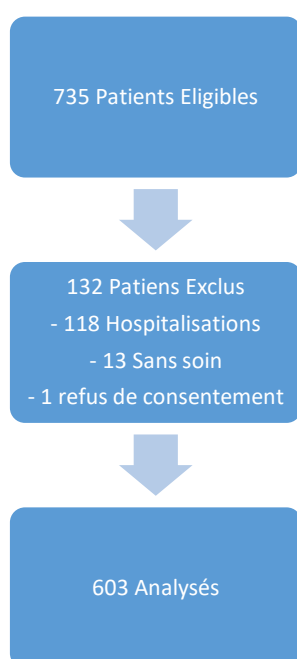 735 Patients Eligibles
132 Patiens Exclus
- 118 Hospitalisations
- 13 Sans soin
- 1 refus de consentement
603 Analysés